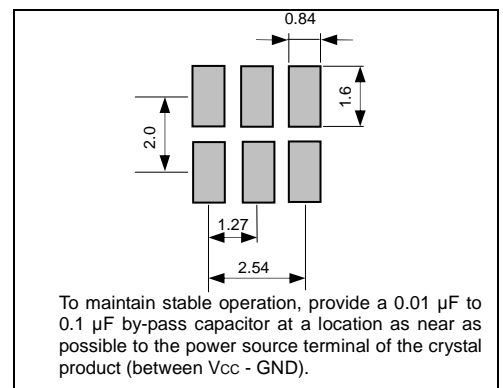 0.84
1.6
2.0
1.27
2.54
To maintain stable operation, provide a 0.01 µF to
0.1 µF by-pass capacitor at a location as near as
possible to the power source terminal of the crystal
product (between VCC - GND).